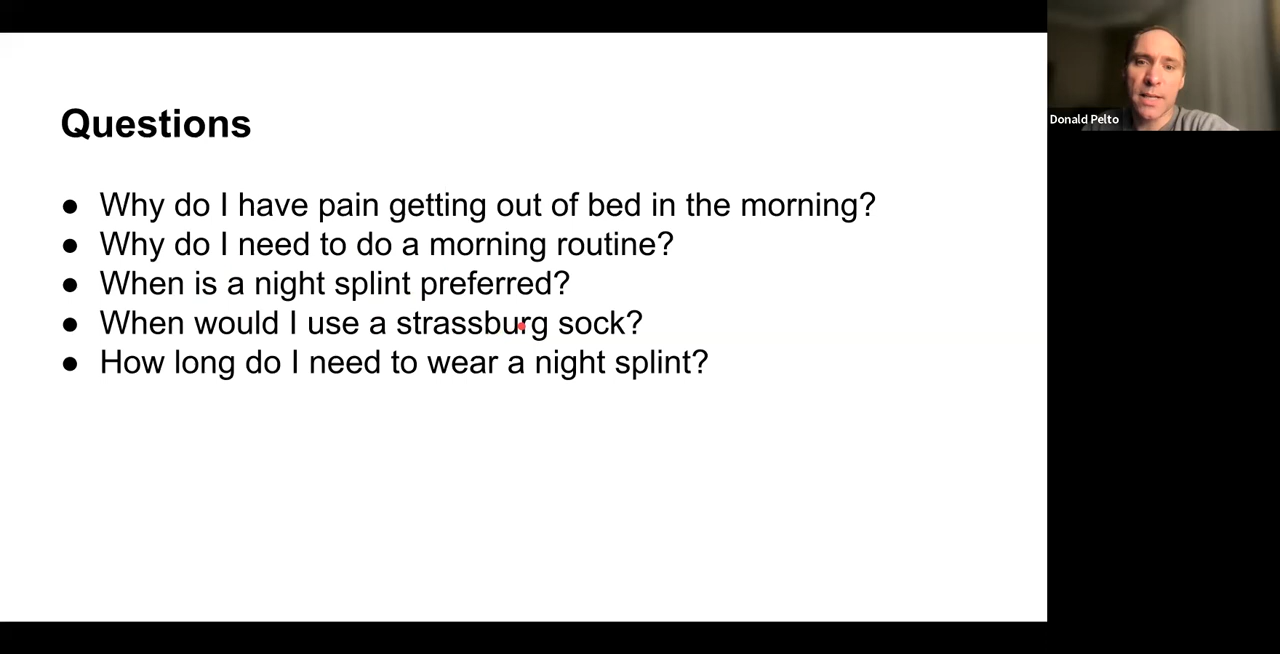 Questions
● Why do I have pain getting out of bed in the morning?
● Why do I need to do a morning routine?
● When is a night splint preferred?
● When would I use a strassburg sock?
● How long do I need to wear a night splint?
Donald Pelto